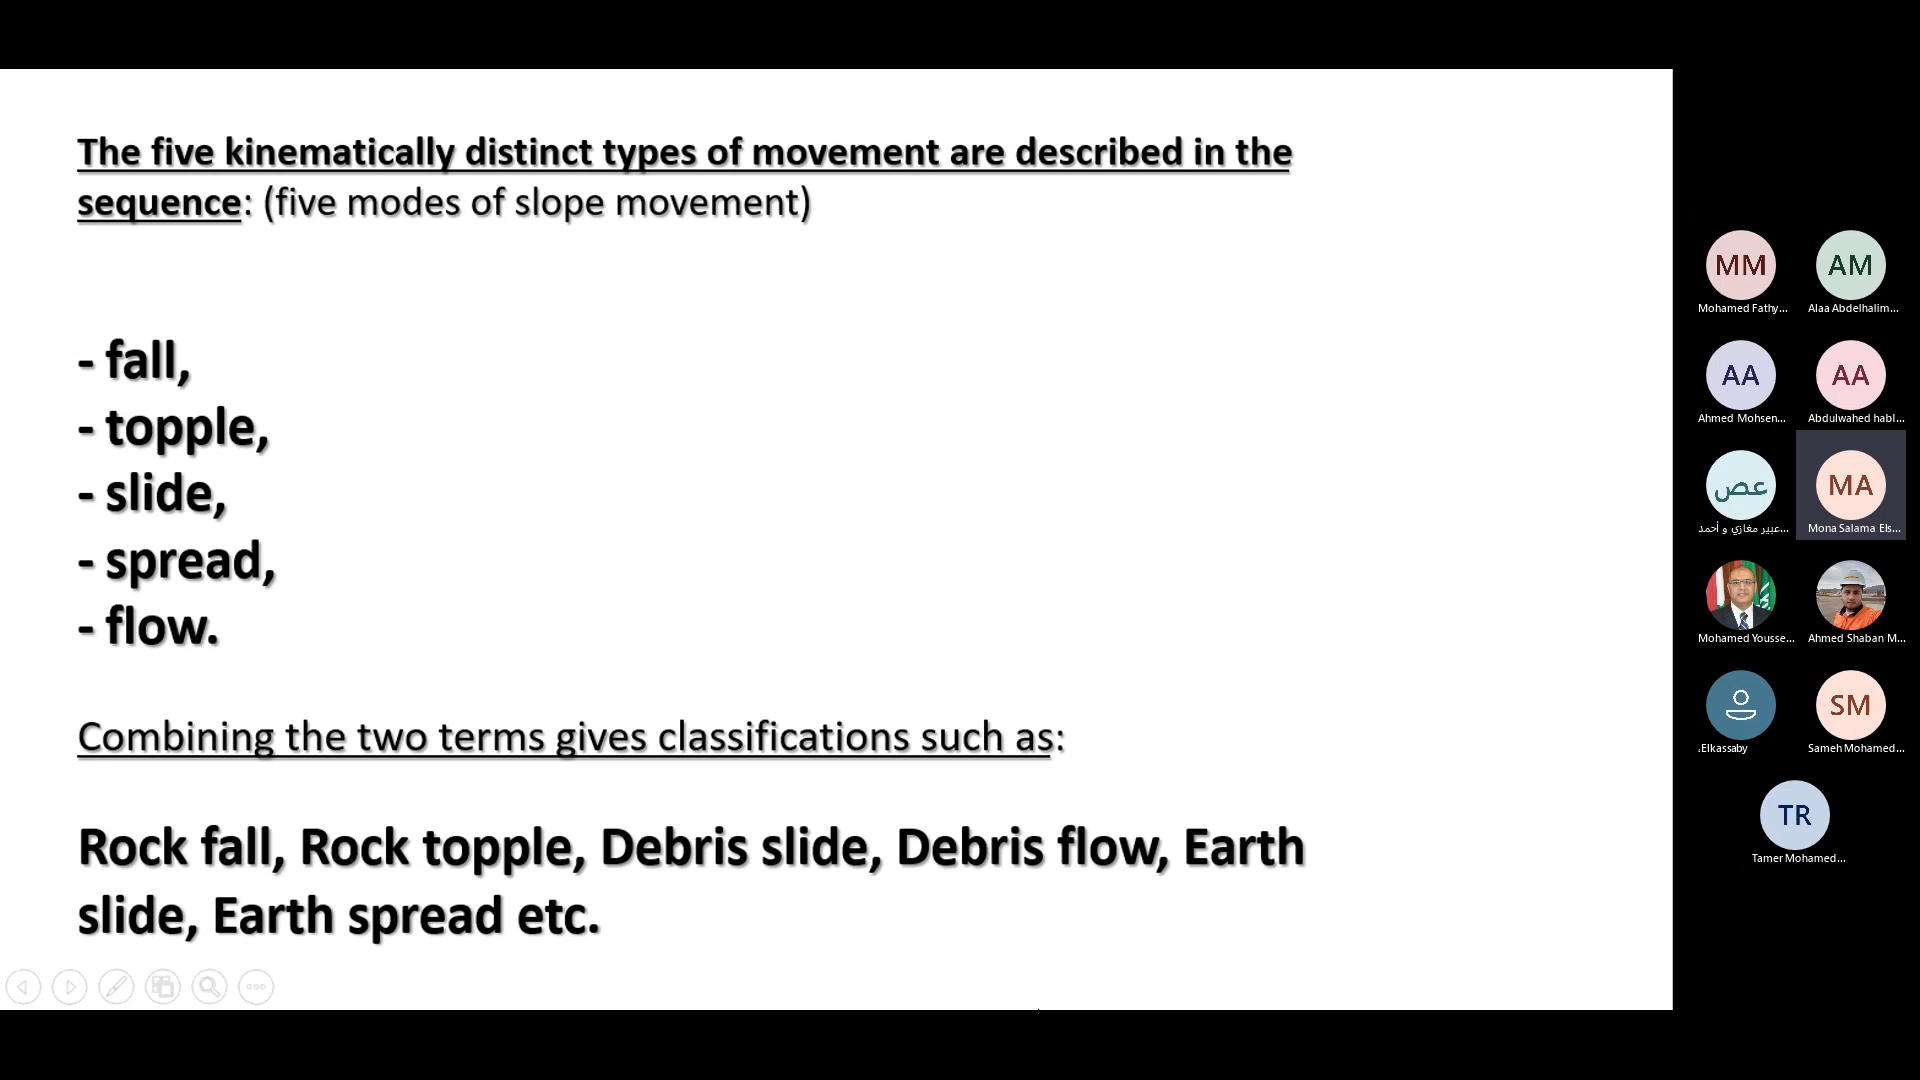 The five kinematically distinct types of movement are described in the
sequence: (five modes of slope movement)
- fall,
- topple,
- slide,
- spread,
- flow.
Combining the two terms gives classifications such as:
Rock fall, Rock topple, Debris slide, Debris flow, Earth
slide, Earth spread etc.
MM
AM
Mohamed Fathy...
Alaa Abdelhalim...
AA
AA
Ahmed Mohsen...
Abdulwahed habl...
عص
MA
عبير مغازي و أحمد...
Mona Salama Els...
Mohamed Yousse...
Ahmed Shaban M...
SM
.Elkassaby
Sameh Mohamed...
TR
Tamer Mohamed...